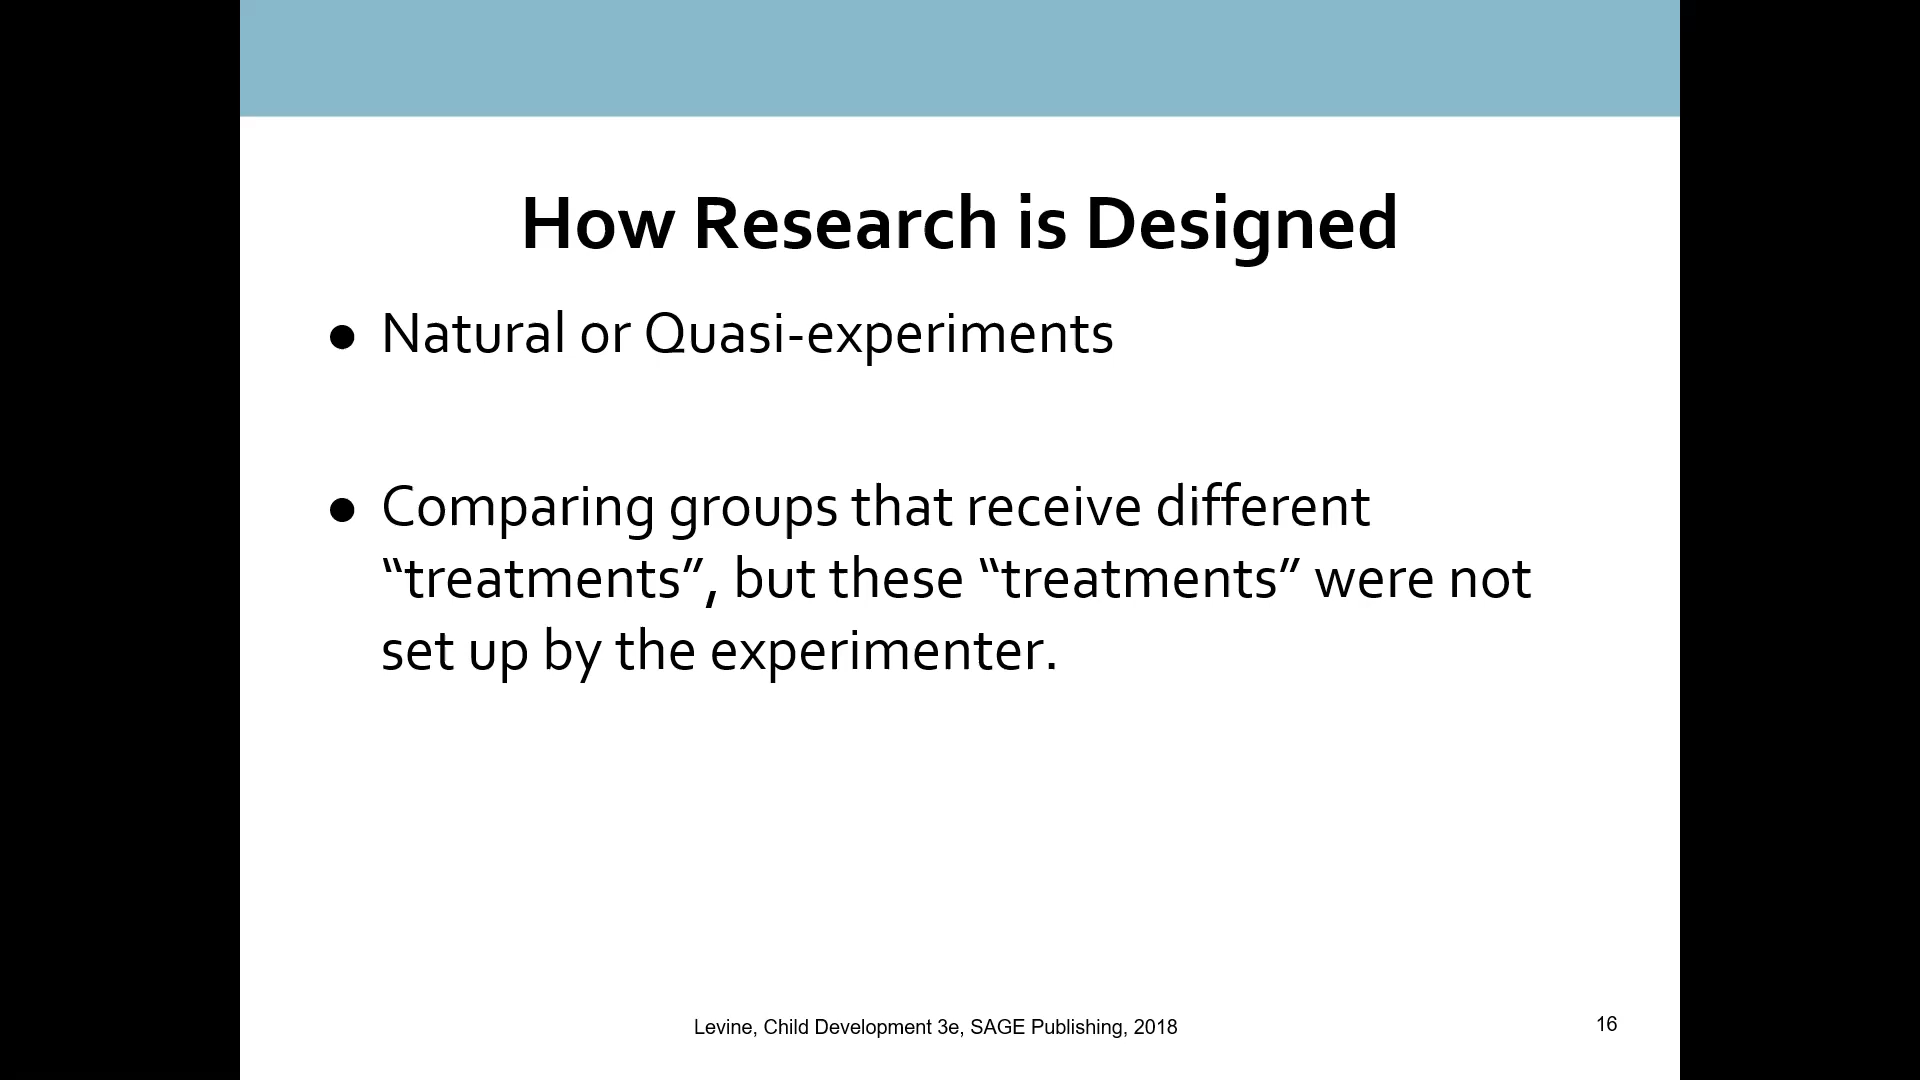 How Research is Designed
● Natural or Quasi-experiments
● Comparing groups that receive different
“treatments”, but these “treatments” were not
set up by the experimenter.
Levine, Child Development 3e, SAGE Publishing, 2018
16